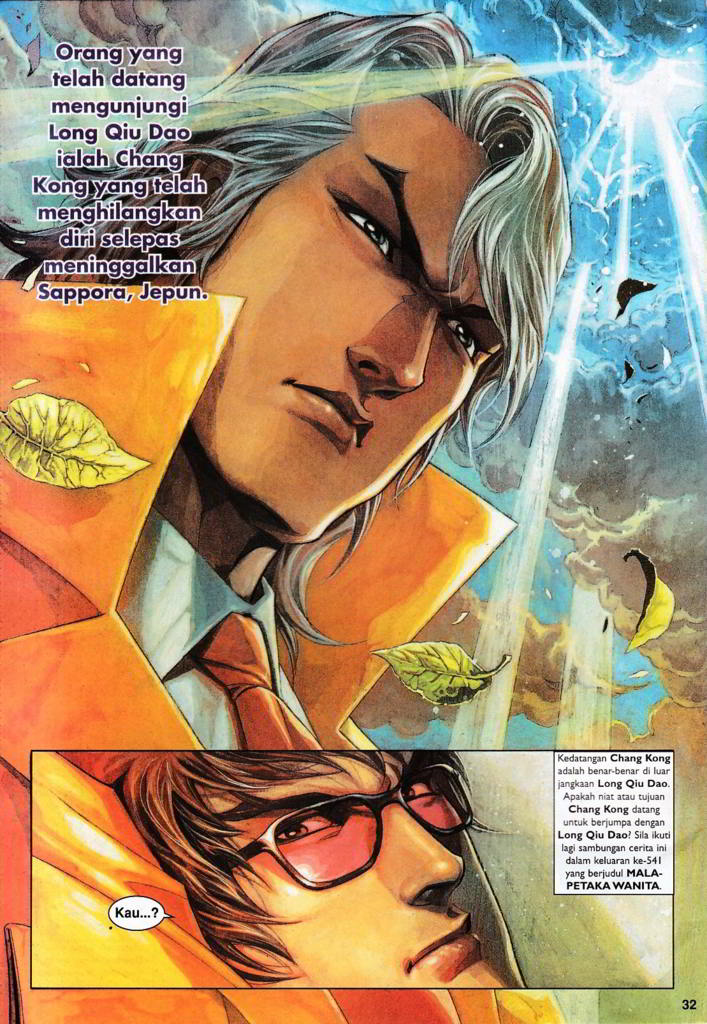 Orang yang
telah datang
mengunjungi
Long Qiu Dao
ialah Chang
Kong yang telah
menghilangkan
diri selepas
meninggalkan
Sappora, Jepun.
Kedatangan Chang Kong
adalah benar-benar di luar
jangkaan Long Qiu Dao.
Apakah niat atau tujuan
Chang Kong datang
untuk berjumpa dengan
Long Qiu Dao? Sila ikuti
lagi sambungan cerita ini
dalam keluaran ke-541
yang berjudul MALA-
PETAKA WANITA.
Kau...?
32